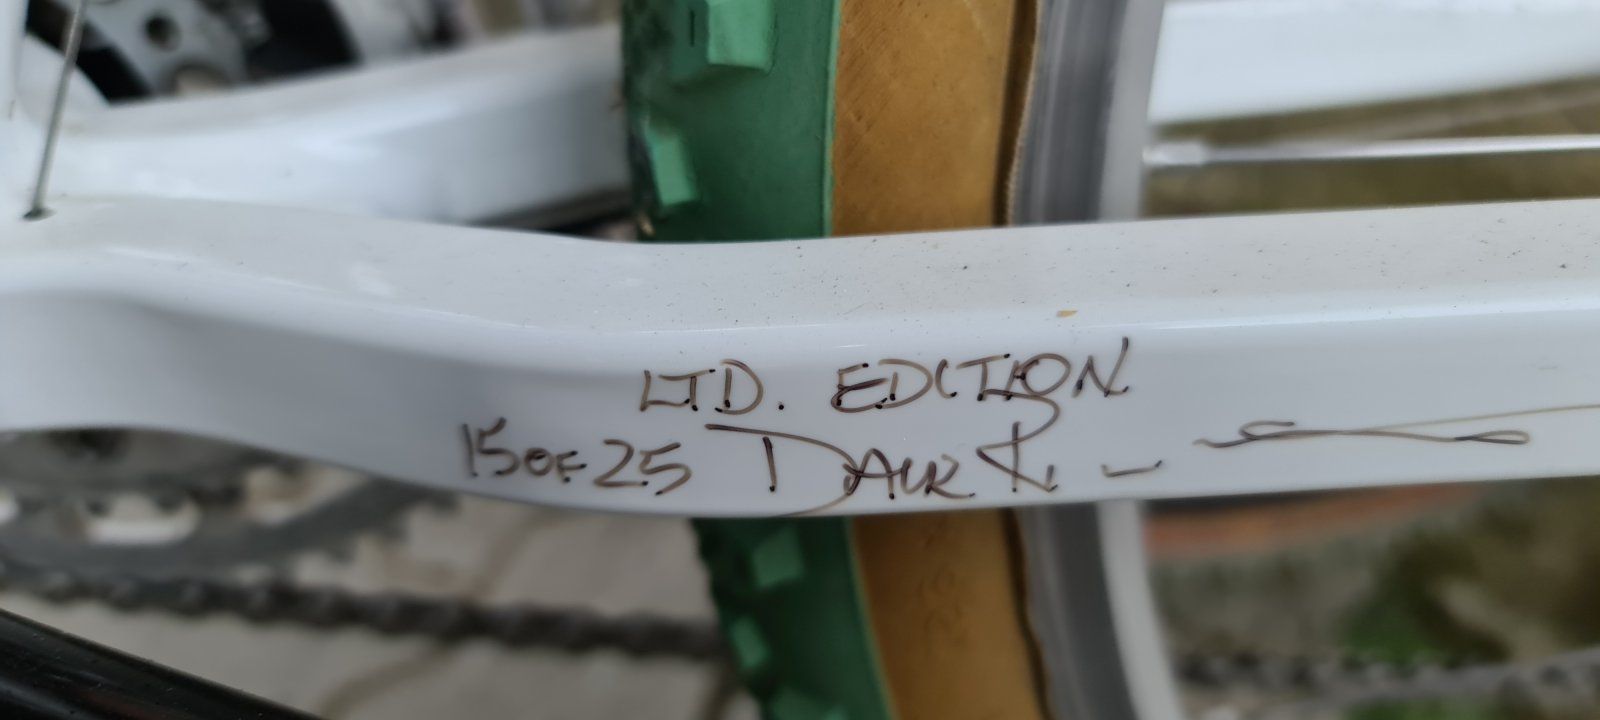 LTD. EDITION
15 OF 25